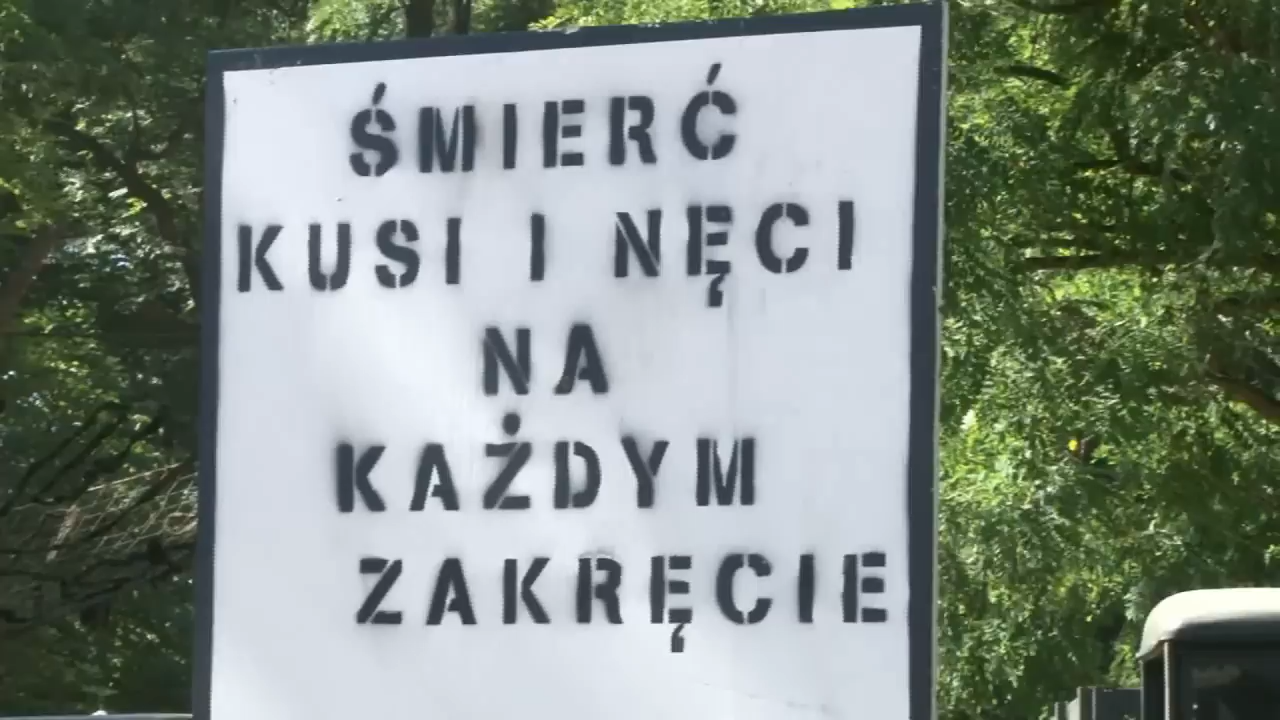 ŚMIERĆ
KUSI I NĘCI
NA
KAŻDYM
ZAKRĘCIE